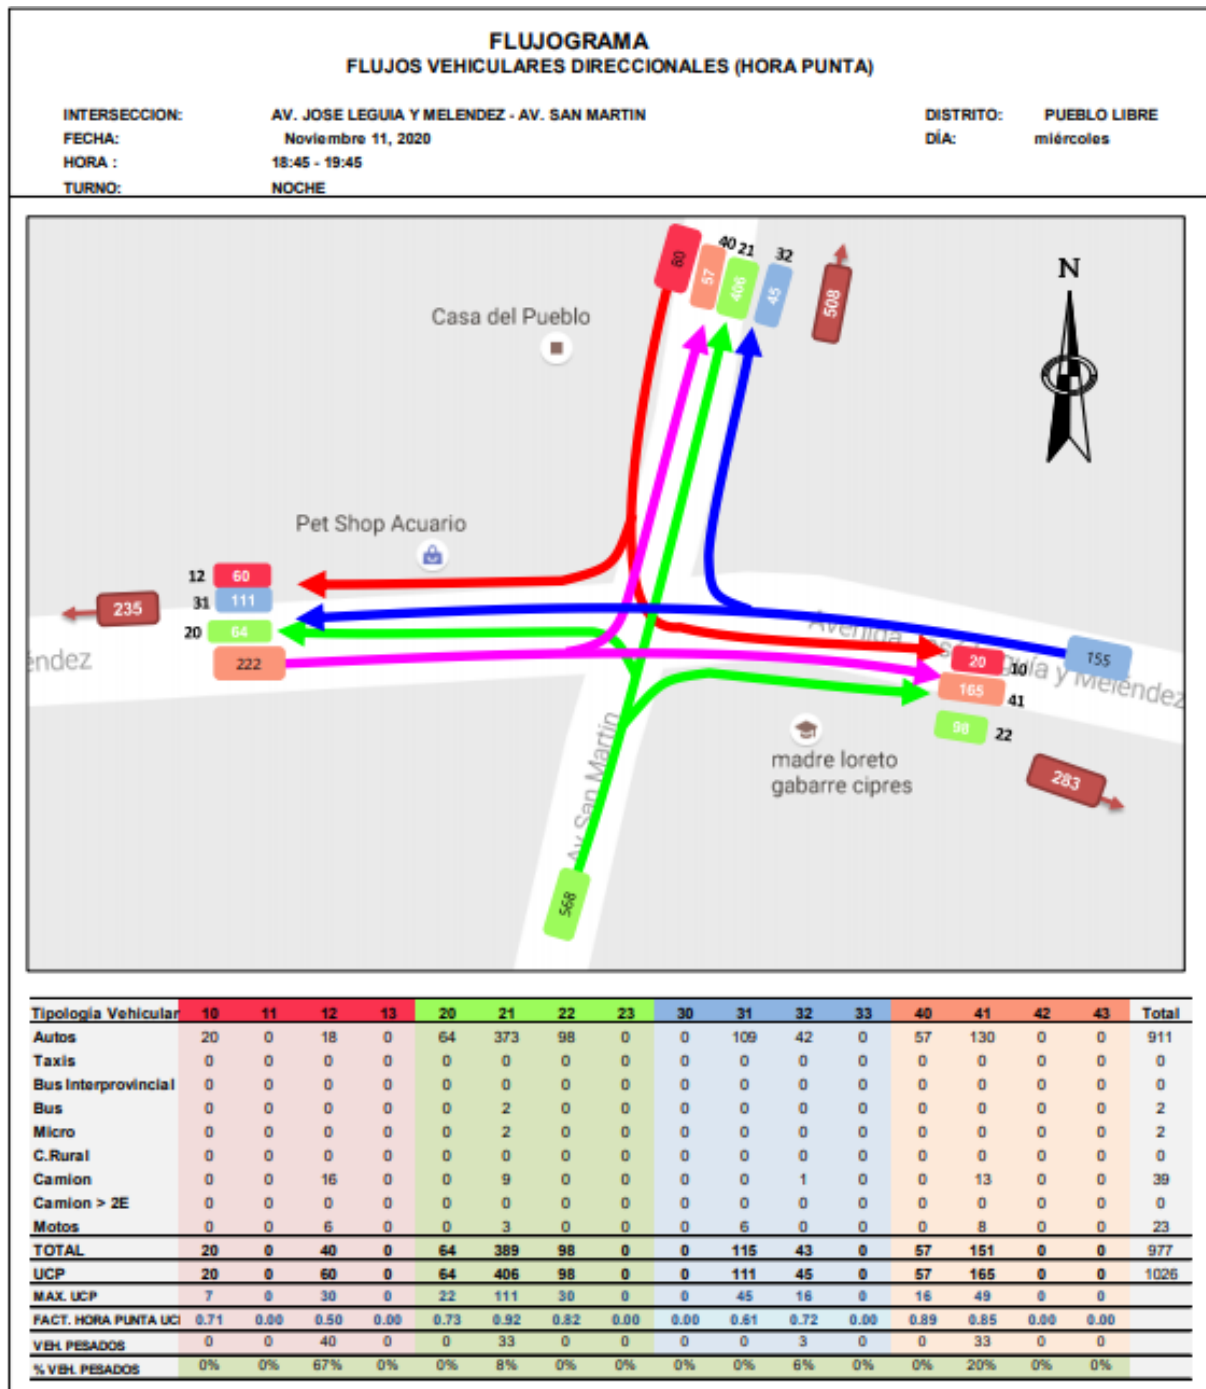 FLUJOGRAMA
FLUJOS VEHICULARES DIRECCIONALES (HORA PUNTA)
INTERSECCION: AV. JOSE LEGUIA Y MELENDEZ - AV. SAN MARTIN DISTRITO: PUEBLO LIBRE
FECHA: Noviembre 11, 2020 DÍA: miércoles
HORA : 18:45 - 19:45
TURNO: NOCHE
80 57 40 406 21 45 32 508
N
Casa del Pueblo
Pet Shop Acuario
12 60
31 111
235
20 64
222
éndez
Avenida guía y Meléndez
155
20 10
165 41
98 22
283
madre loreto
gabarre cipres
Av San Martin
568
Tipología Vehicular 10 11 12 13 20 21 22 23 30 31 32 33 40 41 42 43 Total
Autos 20 0 18 0 64 373 98 0 0 109 42 0 57 130 0 0 911
Taxis 0 0 0 0 0 0 0 0 0 0 0 0 0 0 0 0 0
Bus Interprovincial 0 0 0 0 0 0 0 0 0 0 0 0 0 0 0 0 0
Bus 0 0 0 0 0 2 0 0 0 0 0 0 0 0 0 0 2
Micro 0 0 0 0 0 2 0 0 0 0 0 0 0 0 0 0 2
C.Rural 0 0 0 0 0 0 0 0 0 0 0 0 0 0 0 0 0
Camion 0 0 16 0 0 9 0 0 0 0 1 0 0 13 0 0 39
Camion > 2E 0 0 0 0 0 0 0 0 0 0 0 0 0 0 0 0 0
Motos 0 0 6 0 0 3 0 0 0 6 0 0 0 8 0 0 23
TOTAL 20 0 40 0 64 389 98 0 0 115 43 0 57 151 0 0 977
UCP 20 0 60 0 64 406 98 0 0 111 45 0 57 165 0 0 1026
MAX. UCP 7 0 30 0 22 111 30 0 0 45 16 0 16 49 0 0
FACT. HORA PUNTA UCI 0.71 0.00 0.50 0.00 0.73 0.92 0.82 0.00 0.00 0.61 0.72 0.00 0.89 0.85 0.00 0.00
VEH. PESADOS 0 0 40 0 0 33 0 0 0 0 3 0 0 33 0 0
% VEH. PESADOS 0% 0% 67% 0% 0% 8% 0% 0% 0% 0% 6% 0% 0% 20% 0% 0%